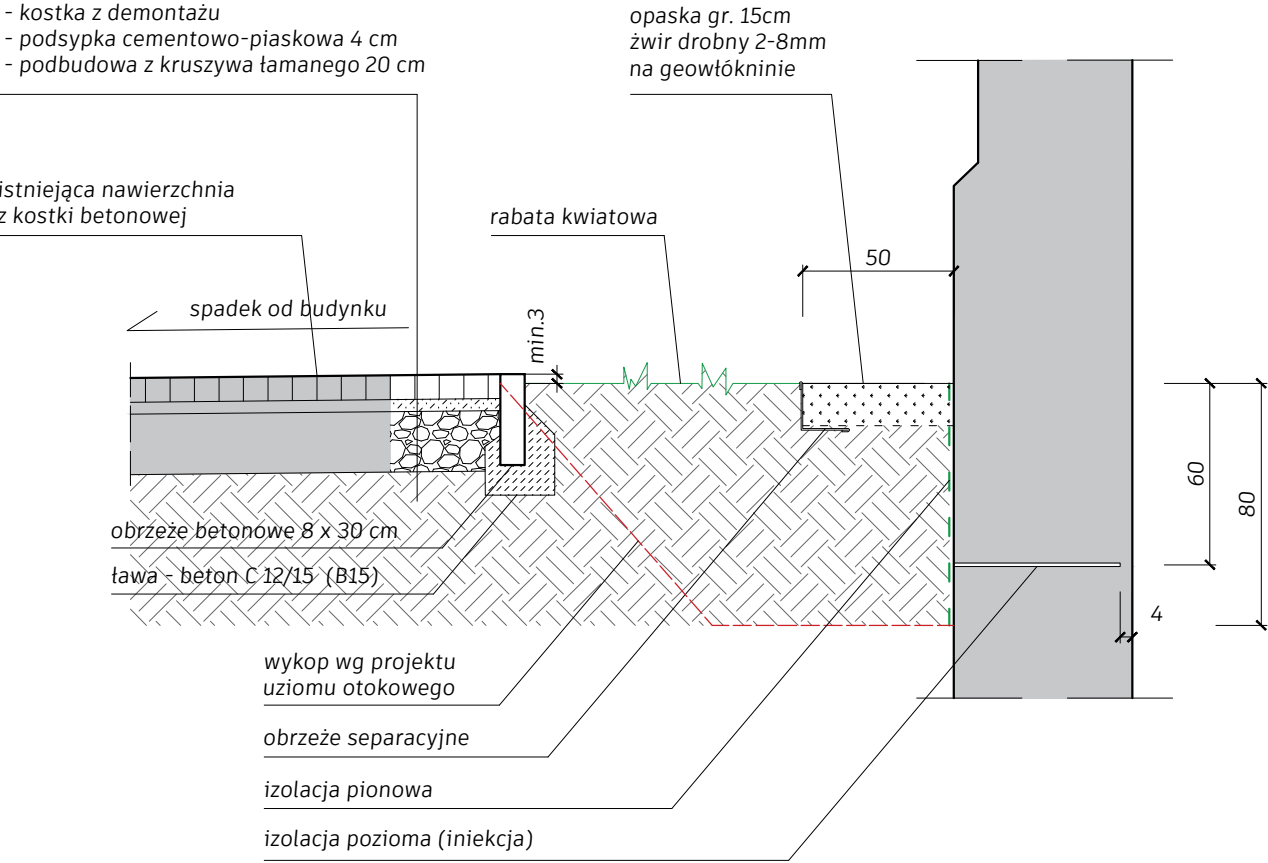 - kostka z demontażu
- podsypka cementowo-piaskowa 4 cm
- podbudowa z kruszywa łamanego 20 cm
opaska gr. 15cm
żwir drobny 2-8mm
na geowłókninie
istniejąca nawierzchnia
z kostki betonowej
rabata kwiatowa
50
spadek od budynku
min.3
60
80
obrzeże betonowe 8 x 30 cm
ława - beton C 12/15 (B15)
4
wykop wg projektu
uziomu otokowego
obrzeże separacyjne
izolacja pionowa
izolacja pozioma (iniekcja)